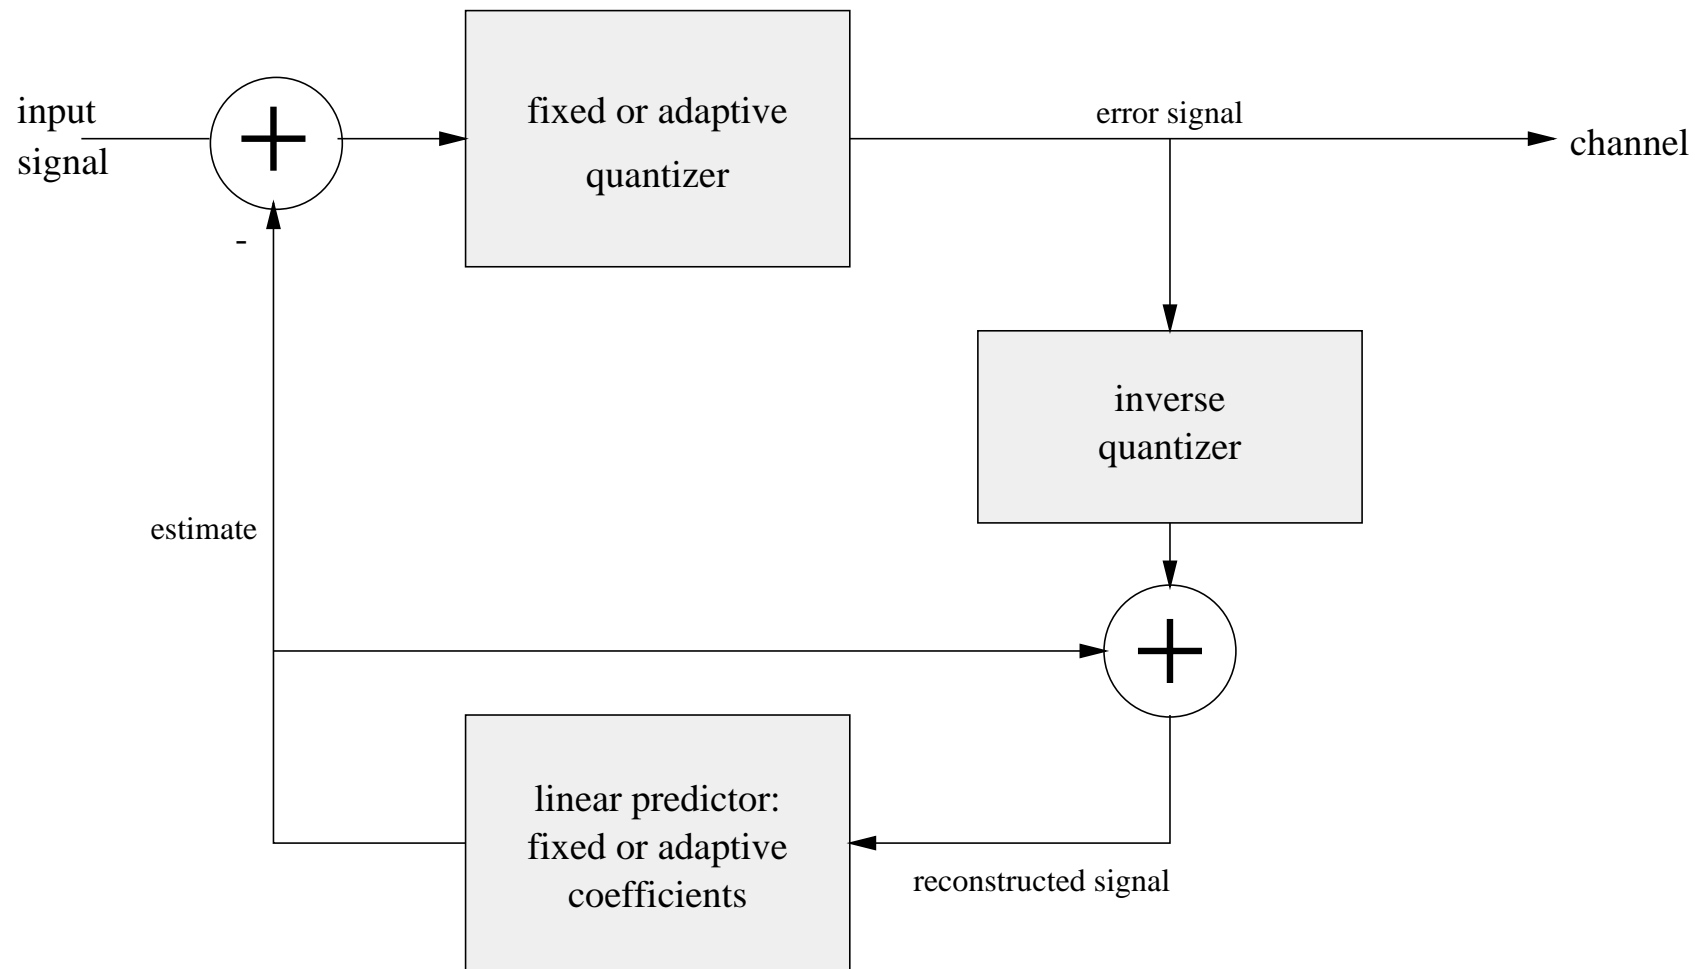 input
signal
fixed or adaptive
quantizer
error signal
channel
-
inverse
quantizer
estimate
linear predictor:
fixed or adaptive
coefficients
reconstructed signal